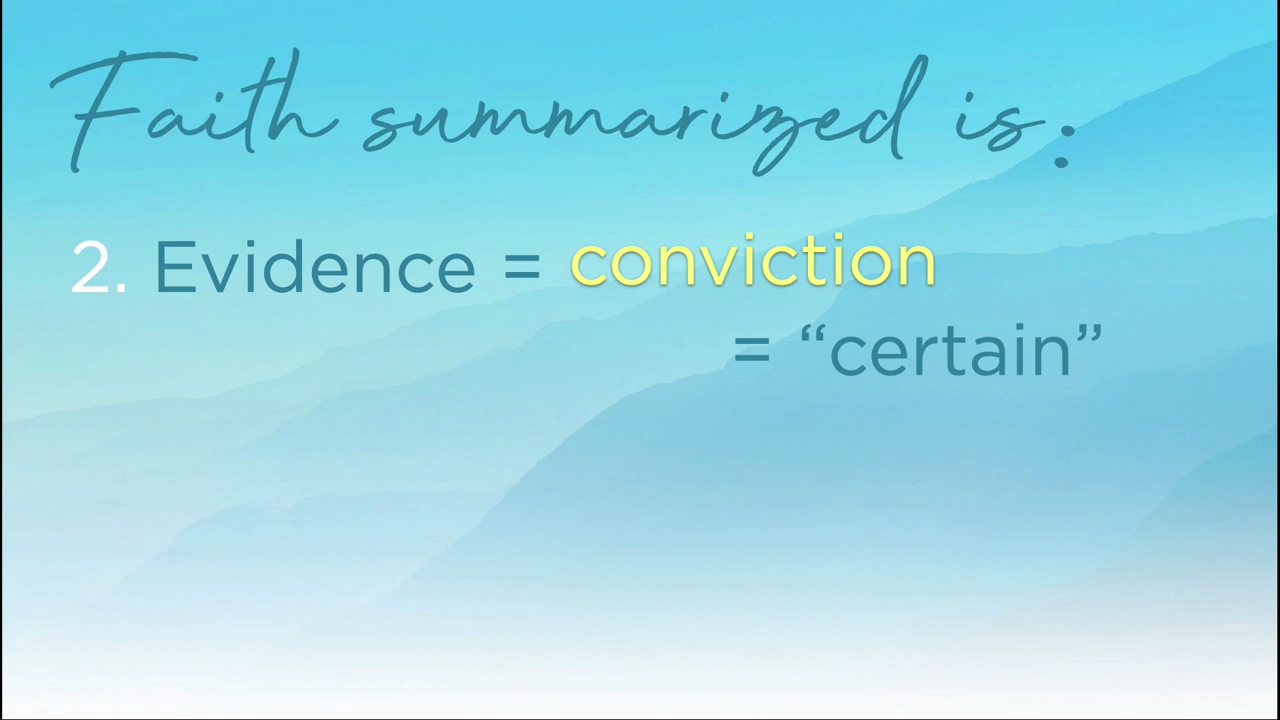 Faith summarized is:
2. Evidence = conviction
= “certain”